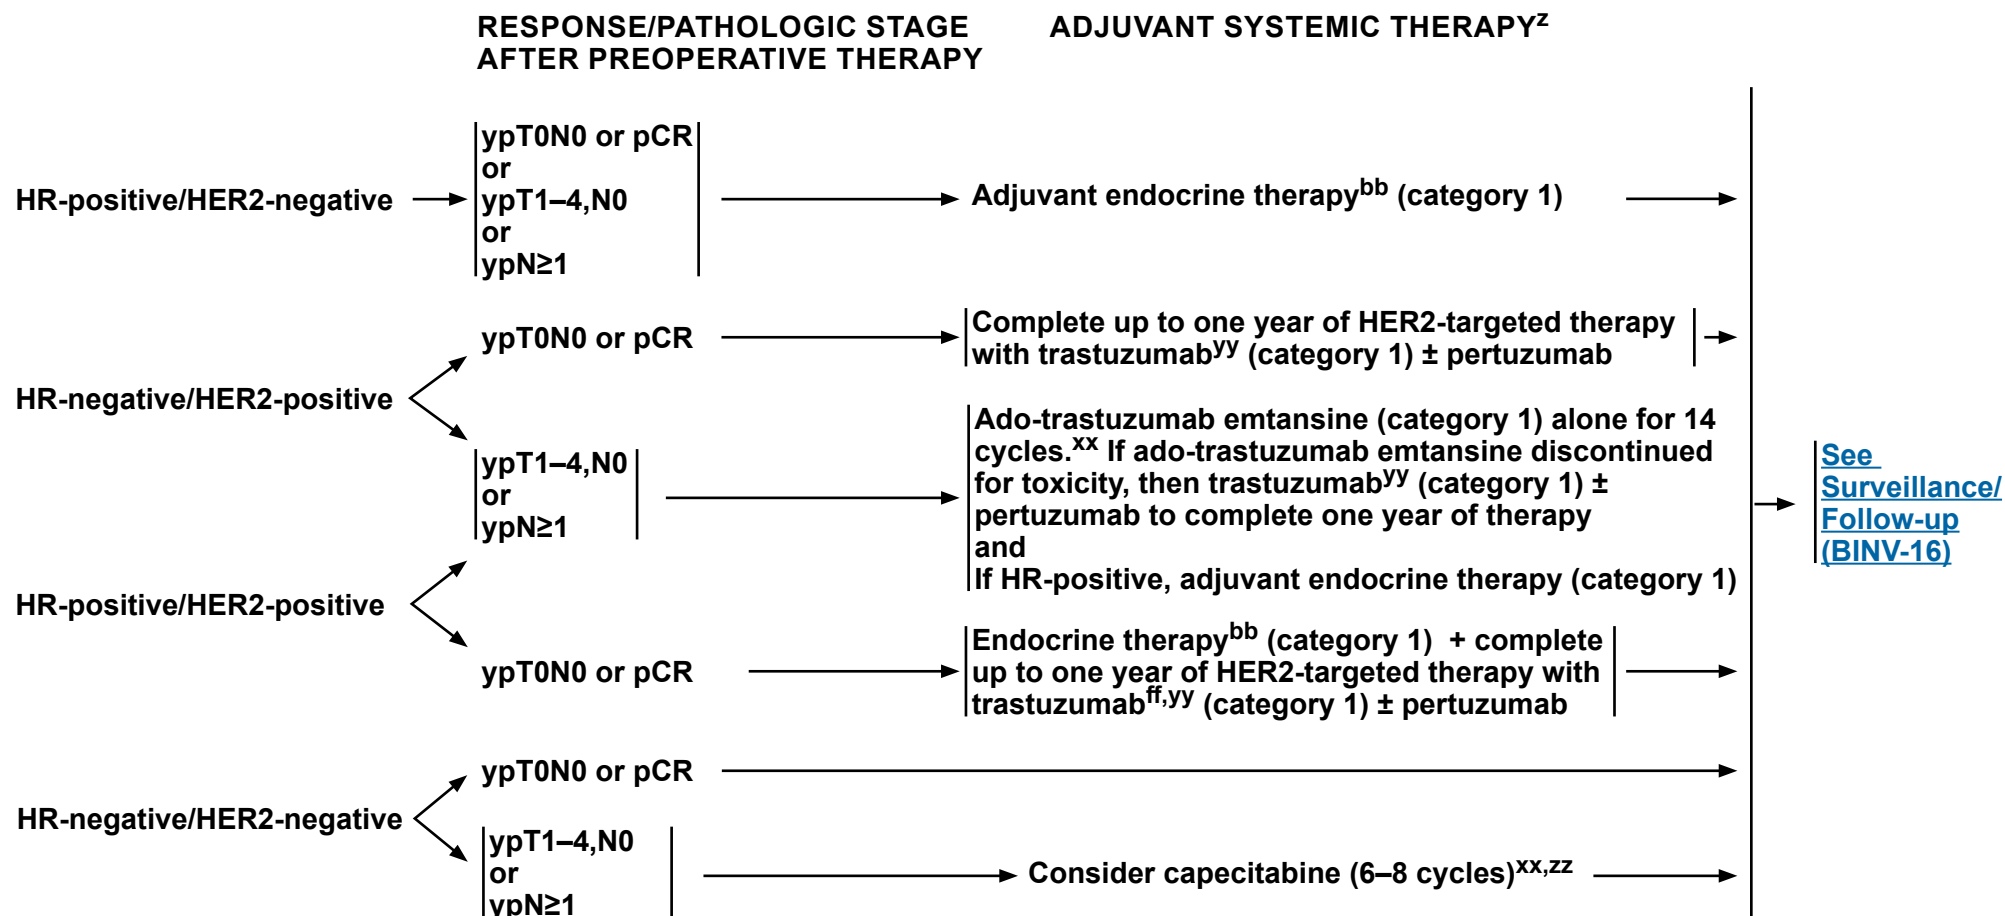 RESPONSE/PATHOLOGIC STAGE
AFTER PREOPERATIVE THERAPY
ADJUVANT SYSTEMIC THERAPYz
HR-positive/HER2-negative
ypT0N0 or pCR
or
ypT1–4,N0
or
ypN≥1
Adjuvant endocrine therapybb (category 1)
HR-negative/HER2-positive
ypT0N0 or pCR
Complete up to one year of HER2-targeted therapy
with trastuzumabyy (category 1) ± pertuzumab
ypT1–4,N0
or
ypN≥1
Ado-trastuzumab emtansine (category 1) alone for 14
cycles.xx If ado-trastuzumab emtansine discontinued
for toxicity, then trastuzumabyy (category 1) ±
pertuzumab to complete one year of therapy
and
If HR-positive, adjuvant endocrine therapy (category 1)
HR-positive/HER2-positive
ypT0N0 or pCR
Endocrine therapybb (category 1) + complete
up to one year of HER2-targeted therapy with
trastuzumabff,yy (category 1) ± pertuzumab
HR-negative/HER2-negative
ypT0N0 or pCR
ypT1–4,N0
or
ypN≥1
Consider capecitabine (6–8 cycles)xx,zz
See
Surveillance/
Follow-up
(BINV-16)